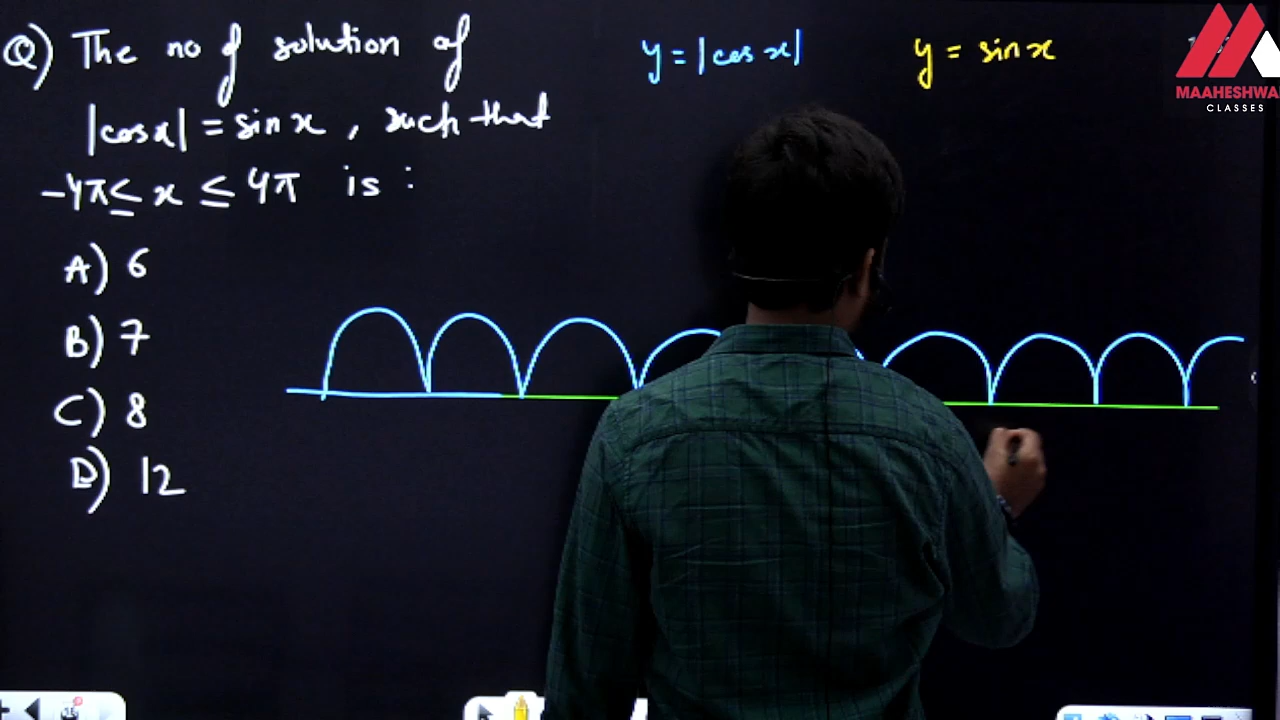 Q) The no of solution of
|cos x| = sin x , such that
-4π ≤ x ≤ 4π is :
A) 6
B) 7
C) 8
D) 12
y = |cos x|
y = sin x
MAAHESHWA
CLASSES